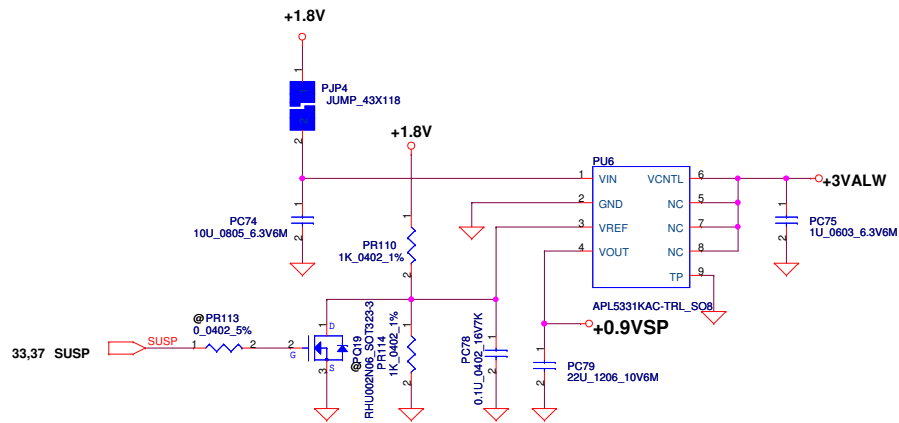 +1.8V
1
PJP4
JUMP_43X118
1
2
2
+1.8V
PU6
1 VIN VCNTL 6
2 GND NC 5
3 VREF NC 7
4 VOUT NC 8
TP 9
APL5331KAC-TRL_SO8
+3VALW
1
PC75
1U_0603_6.3V6M
2
1
PC74
10U_0805_6.3V6M
2
1
PR110
1K_0402_1%
2
+0.9VSP
1
PC79
22U_1206_10V6M
2
1
PC78
0.1U_0402_16V7K
2
1
PR114
1K_0402_1%
2
@PQ19
RHU002N06_SOT323-3
1 D
2 G
3 S
@PR113
0_0402_5%
33,37 SUSP
SUSP
1 2